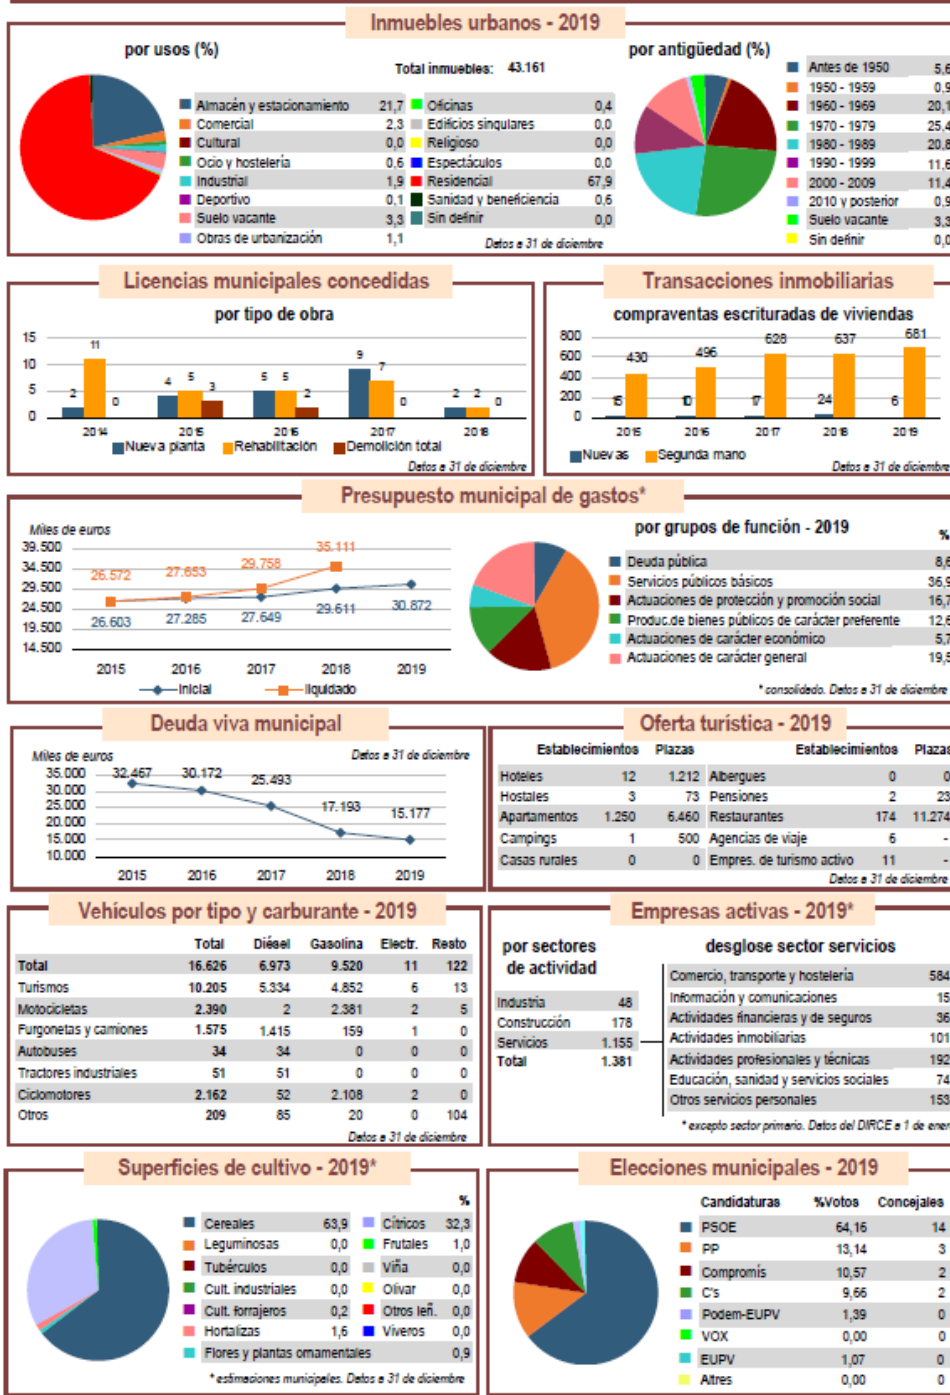 Inmuebles urbanos - 2019
por usos (%)
Total inmuebles: 43.161
Almacén y estacionamiento 21,7
Comercial 2,3
Cultural 0,0
Ocio y hostelería 0,6
Industrial 1,9
Deportivo 0,1
Suelo vacante 3,3
Obras de urbanización 1,1
Oficinas 0,4
Edificios singulares 0,0
Religioso 0,0
Espectáculos 0,0
Residencial 67,9
Sanidad y beneficiencia 0,6
Sin definir 0,0
Datos a 31 de diciembre
por antigüedad (%)
Antes de 1950 5,6
1950 - 1959 0,9
1960 - 1969 20,1
1970 - 1979 25,4
1980 - 1989 20,8
1990 - 1999 11,6
2000 - 2009 11,4
2010 y posterior 0,9
Suelo vacante 3,3
Sin definir 0,0
Licencias municipales concedidas
por tipo de obra
15
10
5
0
2 11 0
4 5 3
5 5 2
9 7 0
2 2 0
2014 2015 2016 2017 2018
Nueva planta Rehabilitación Demolición total
Datos a 31 de diciembre
Transacciones inmobiliarias
compraventas escrituradas de viviendas
800
600
400
200
0
15 430
10 496
17 628
24 637
6 681
2015 2016 2017 2018 2019
Nuevas Segunda mano
Datos a 31 de diciembre
Presupuesto municipal de gastos*
Miles de euros
39.500
34.500
29.500
24.500
19.500
14.500
26.572 27.653 29.758 35.111
26.603 27.285 27.649 29.611 30.872
2015 2016 2017 2018 2019
Inicial liquidado
por grupos de función - 2019
%
Deuda pública 8,6
Servicios públicos básicos 36,9
Actuaciones de protección y promoción social 16,7
Produc.de bienes públicos de carácter preferente 12,6
Actuaciones de carácter económico 5,7
Actuaciones de carácter general 19,5
* consolidado. Datos a 31 de diciembre
Deuda viva municipal
Miles de euros
Datos a 31 de diciembre
35.000
30.000
25.000
20.000
15.000
10.000
32.467 30.172 25.493 17.193 15.177
2015 2016 2017 2018 2019
Oferta turística - 2019
Establecimientos Plazas Establecimientos Plazas
Hoteles 12 1.212 Albergues 0 0
Hostales 3 73 Pensiones 2 23
Apartamentos 1.250 6.460 Restaurantes 174 11.274
Campings 1 500 Agencias de viaje 6 -
Casas rurales 0 0 Empres. de turismo activo 11 -
Datos a 31 de diciembre
Vehículos por tipo y carburante - 2019
Total Diésel Gasolina Electr. Resto
Total 16.626 6.973 9.520 11 122
Turismos 10.205 5.334 4.852 6 13
Motocicletas 2.390 2 2.381 2 5
Furgonetas y camiones 1.575 1.415 159 1 0
Autobuses 34 34 0 0 0
Tractores industriales 51 51 0 0 0
Ciclomotores 2.162 52 2.108 2 0
Otros 209 85 20 0 104
Datos a 31 de diciembre
Empresas activas - 2019*
por sectores
de actividad
Industria 48
Construcción 178
Servicios 1.155
Total 1.381
desglose sector servicios
Comercio, transporte y hostelería 584
Información y comunicaciones 15
Actividades financieras y de seguros 36
Actividades inmobiliarias 101
Actividades profesionales y técnicas 192
Educación, sanidad y servicios sociales 74
Otros servicios personales 153
* excepto sector primario. Datos del DIRCE a 1 de ener
Superficies de cultivo - 2019*
%
Cereales 63,9
Leguminosas 0,0
Tubérculos 0,0
Cult. industriales 0,0
Cult. forrajeros 0,2
Hortalizas 1,6
Flores y plantas ornamentales 0,9
Cítricos 32,3
Frutales 1,0
Viña 0,0
Olivar 0,0
Otros leñ. 0,0
Viveros 0,0
* estimaciones municipales. Datos a 31 de diciembre
Elecciones municipales - 2019
Candidaturas %Votos Concejales
PSOE 64,16 14
PP 13,14 3
Compromís 10,57 2
C's 9,66 2
Podem-EUPV 1,39 0
VOX 0,00 0
EUPV 1,07 0
Altres 0,00 0